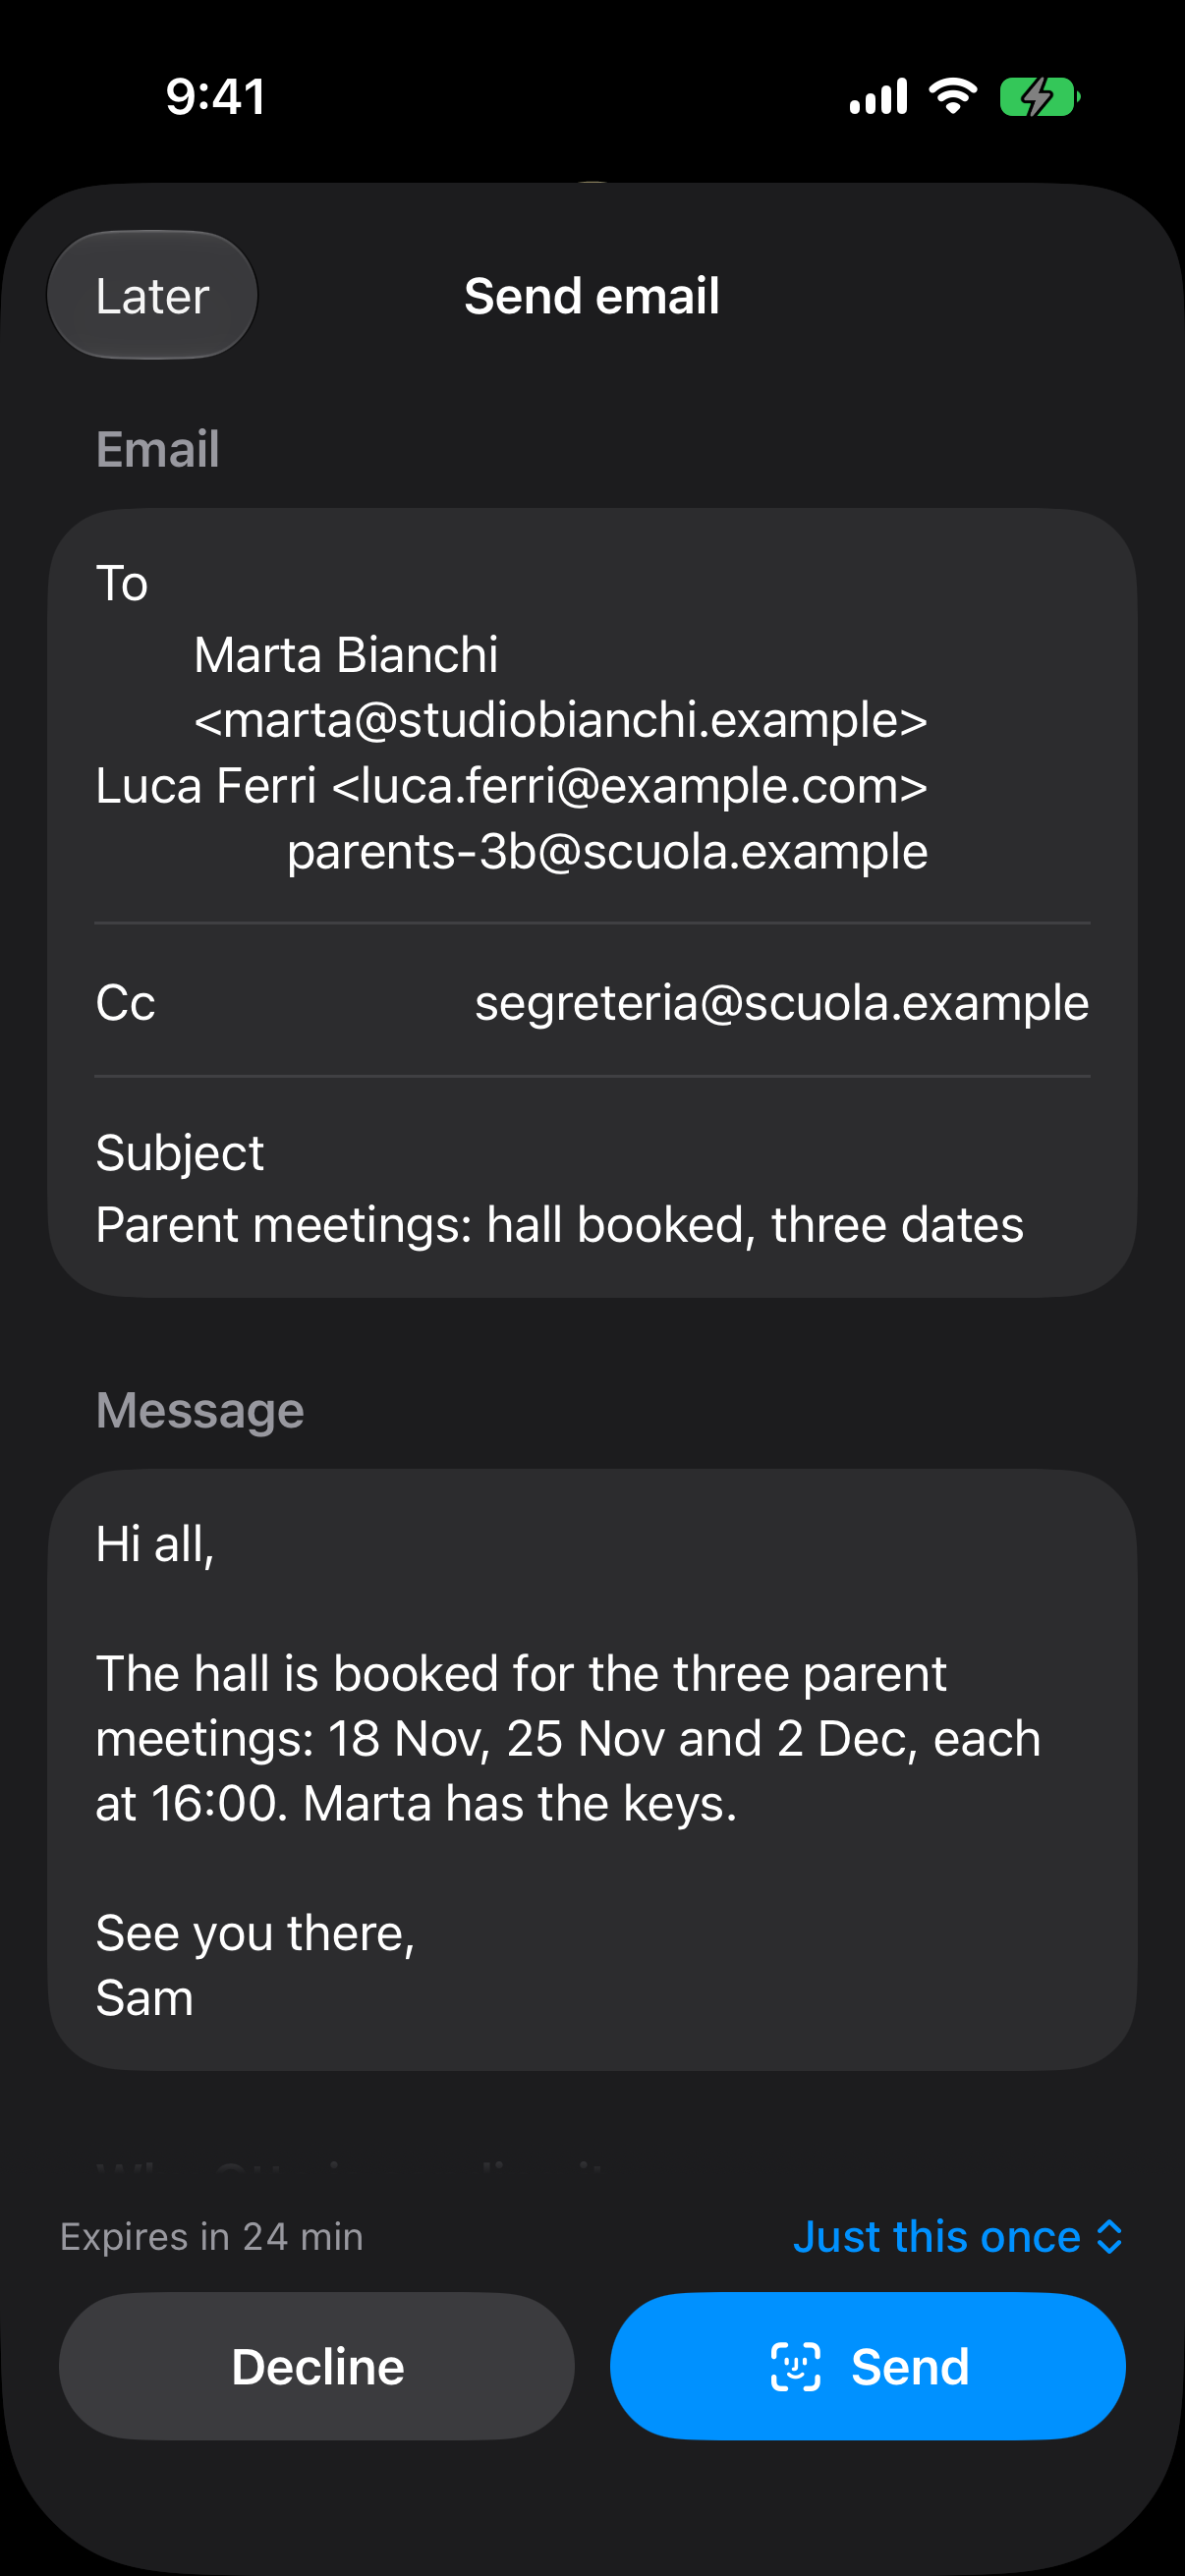 9:41
Later
Send email
Email
To
Marta Bianchi
<marta@studiobianchi.example>
Luca Ferri <luca.ferri@example.com>
parents-3b@scuola.example
Cc
segreteria@scuola.example
Subject
Parent meetings: hall booked, three dates
Message
Hi all,
The hall is booked for the three parent
meetings: 18 Nov, 25 Nov and 2 Dec, each
at 16:00. Marta has the keys.
See you there,
Sam
Expires in 24 min
Just this once
Decline
Send